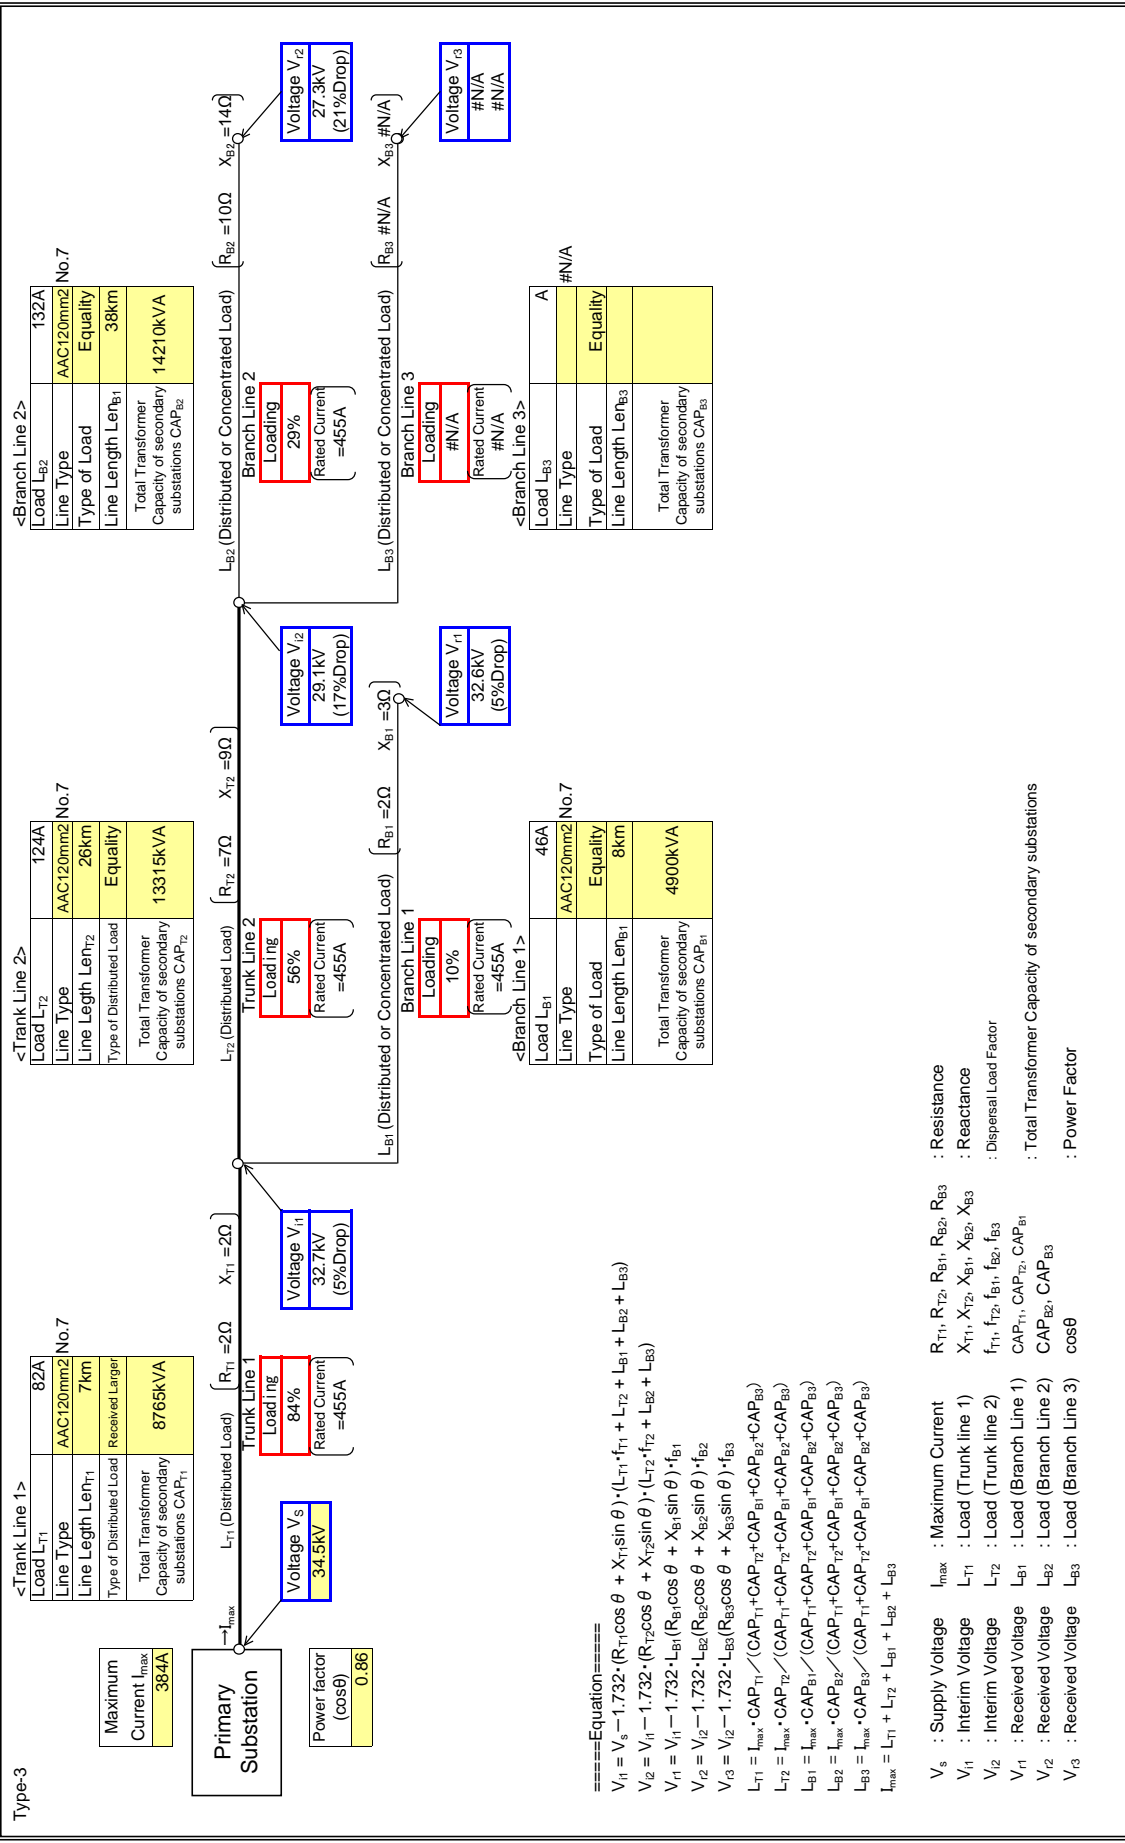 Type-3
Maximum
Current Imax
384A
Primary
Substation
→Imax
Power factor
(cosθ)
0.86
Voltage VS
34.5kV
<Trank Line 1>
Load LT1 82A
Line Type AAC120mm2 No.7
Line Legth LenT1 7km
Type of Distributed Load Received Larger
Total Transformer
Capacity of secondary
substations CAPT1
8765kVA
LT1 (Distributed Load)
RT1 =2Ω XT1 =2Ω
Trunk Line 1
Loading
84%
Rated Current
=455A
Voltage Vi1
32.7kV
(5%Drop)
<Trank Line 2>
Load LT2 124A
Line Type AAC120mm2 No.7
Line Legth LenT2 26km
Type of Distributed Load Equality
Total Transformer
Capacity of secondary
substations CAPT2
13315kVA
LT2 (Distributed Load)
RT2 =7Ω XT2 =9Ω
Trunk Line 2
Loading
56%
Rated Current
=455A
Voltage Vi2
29.1kV
(17%Drop)
LB1 (Distributed or Concentrated Load)
RB1 =2Ω XB1 =3Ω
Branch Line 1
Loading
10%
Rated Current
=455A
Voltage Vr1
32.6kV
(5%Drop)
<Branch Line 1>
Load LB1 46A
Line Type AAC120mm2 No.7
Type of Load Equality
Line Length LenB1 8km
Total Transformer
Capacity of secondary
substations CAPB1
4900kVA
<Branch Line 2>
Load LB2 132A
Line Type AAC120mm2 No.7
Type of Load Equality
Line Length LenB1 38km
Total Transformer
Capacity of secondary
substations CAPB2
14210kVA
LB2 (Distributed or Concentrated Load)
RB2 =10Ω XB2 =14Ω
Branch Line 2
Loading
29%
Rated Current
=455A
Voltage Vr2
27.3kV
(21%Drop)
LB3 (Distributed or Concentrated Load)
RB3 #N/A XB3 #N/A
Branch Line 3
Loading
#N/A
Rated Current
#N/A
Voltage Vr3
#N/A
#N/A
<Branch Line 3>
Load LB3 A
Line Type #N/A
Type of Load Equality
Line Length LenB3
Total Transformer
Capacity of secondary
substations CAPB3
=====Equation=====
Vi1 = Vs－1.732・(RT1cos θ + XT1sin θ)・(LT1・fT1 + LT2 + LB1 + LB2 + LB3)
Vi2 = Vi1－1.732・(RT2cos θ + XT2sin θ)・(LT2・fT2 + LB2 + LB3)
Vr1 = Vi1－1.732・LB1(RB1cos θ + XB1sin θ)・fB1
Vr2 = Vi2－1.732・LB2(RB2cos θ + XB2sin θ)・fB2
Vr3 = Vi2－1.732・LB3(RB3cos θ + XB3sin θ)・fB3
LT1 = Imax・CAPT1／(CAPT1+CAPT2+CAPB1+CAPB2+CAPB3)
LT2 = Imax・CAPT2／(CAPT1+CAPT2+CAPB1+CAPB2+CAPB3)
LB1 = Imax・CAPB1／(CAPT1+CAPT2+CAPB1+CAPB2+CAPB3)
LB2 = Imax・CAPB2／(CAPT1+CAPT2+CAPB1+CAPB2+CAPB3)
LB3 = Imax・CAPB3／(CAPT1+CAPT2+CAPB1+CAPB2+CAPB3)
Imax = LT1 + LT2 + LB1 + LB2 + LB3
Vs : Supply Voltage Imax : Maximum Current RT1, RT2, RB1, RB2, RB3 : Resistance
Vi1 : Interim Voltage LT1 : Load (Trunk line 1) XT1, XT2, XB1, XB2, XB3 : Reactance
Vi2 : Interim Voltage LT2 : Load (Trunk line 2) fT1, fT2, fB1, fB2, fB3 : Dispersal Load Factor
Vr1 : Received Voltage LB1 : Load (Branch Line 1) CAPT1, CAPT2, CAPB1 : Total Transformer Capacity of secondary substations
Vr2 : Received Voltage LB2 : Load (Branch Line 2) CAPB2, CAPB3
Vr3 : Received Voltage LB3 : Load (Branch Line 3) cosθ : Power Factor